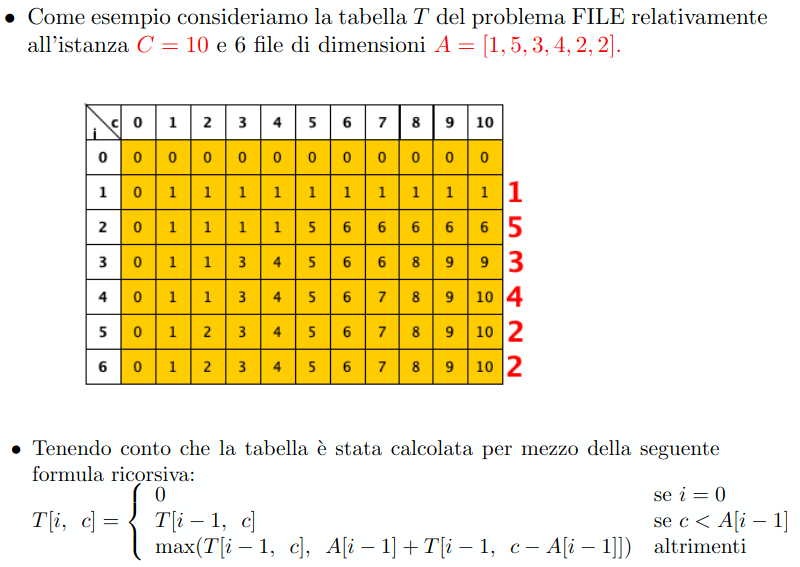 • Come esempio consideriamo la tabella T del problema FILE relativamente
all'istanza C = 10 e 6 file di dimensioni A = [1, 5, 3, 4, 2, 2].
i c 0 1 2 3 4 5 6 7 8 9 10
0 0 0 0 0 0 0 0 0 0 0 0
1 0 1 1 1 1 1 1 1 1 1 1 1
2 0 1 1 1 1 5 6 6 6 6 6 5
3 0 1 1 3 4 5 6 6 8 9 9 3
4 0 1 1 3 4 5 6 7 8 9 10 4
5 0 1 2 3 4 5 6 7 8 9 10 2
6 0 1 2 3 4 5 6 7 8 9 10 2
• Tenendo conto che la tabella è stata calcolata per mezzo della seguente
formula ricorsiva:
0 se i = 0
T[i, c] = { T[i − 1, c] se c < A[i − 1]
max(T[i − 1, c], A[i − 1] + T[i − 1, c − A[i − 1]]) altrimenti